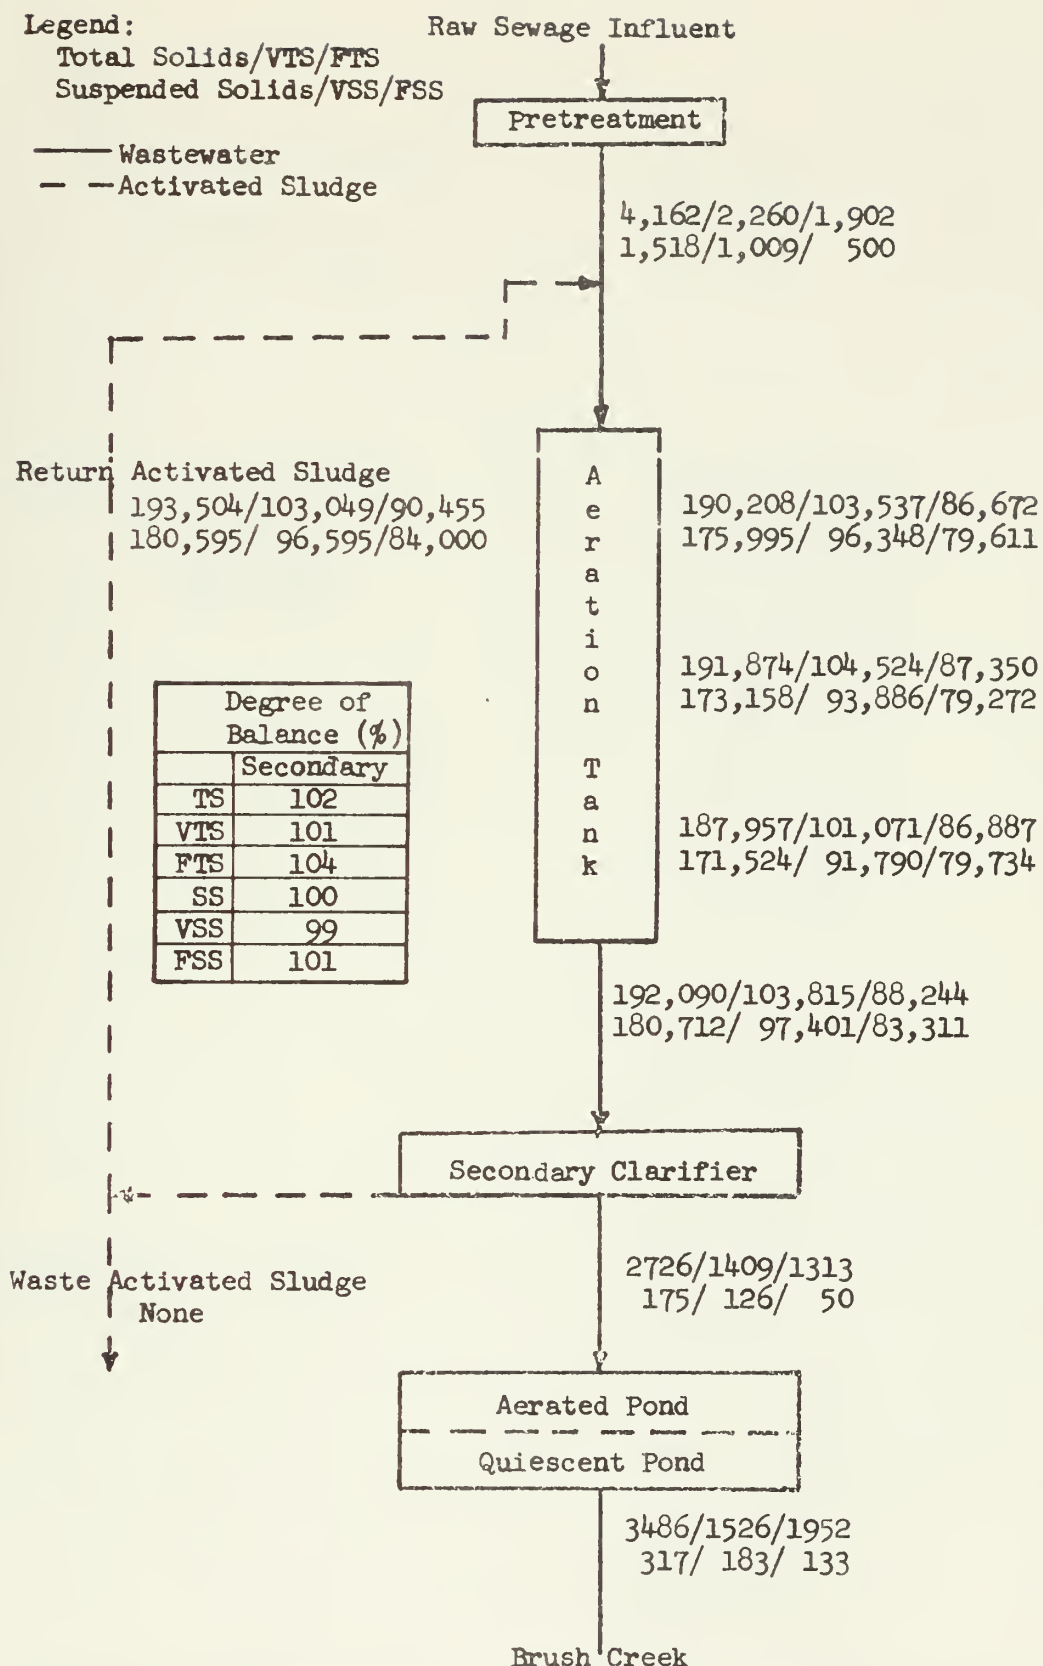 Legend:
Total Solids/VTS/FTS
Suspended Solids/VSS/FSS
Wastewater
Activated Sludge
Raw Sewage Influent
Pretreatment
4,162/2,260/1,902
1,518/1,009/ 500
Return Activated Sludge
193,504/103,049/90,455
180,595/ 96,595/84,000
Aeration Tank
190,208/103,537/86,672
175,995/ 96,348/79,611
191,874/104,524/87,350
173,158/ 93,886/79,272
187,957/101,071/86,887
171,524/ 91,790/79,734
Degree of
Balance (%)
Secondary
TS 102
VTS 101
FTS 104
SS 100
VSS 99
FSS 101
192,090/103,815/88,244
180,712/ 97,401/83,311
Secondary Clarifier
Waste Activated Sludge
None
2726/1409/1313
175/ 126/ 50
Aerated Pond
Quiescent Pond
3486/1526/1952
317/ 183/ 133
Brush Creek